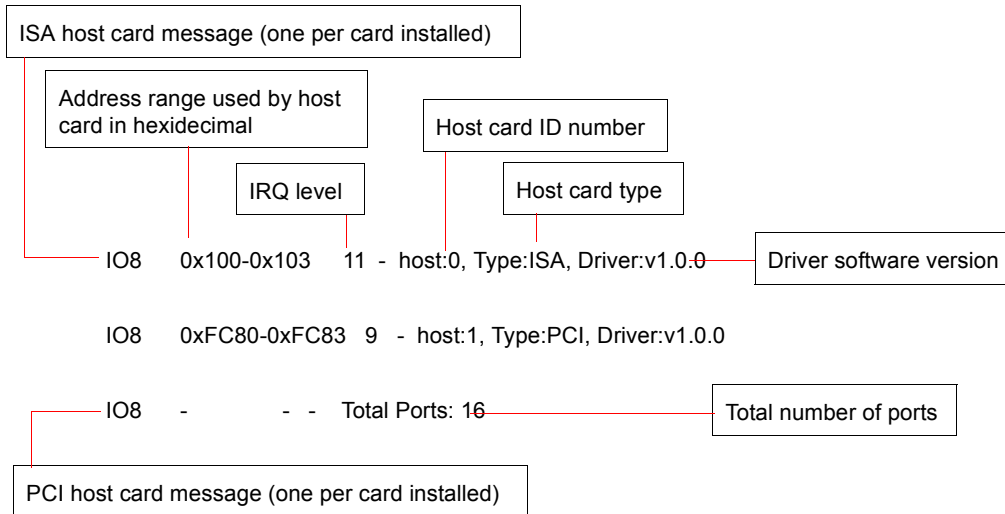 ISA host card message (one per card installed)
Address range used by host
card in hexidecimal
Host card ID number
IRQ level
Host card type
IO8 0x100-0x103 11 - host:0, Type:ISA, Driver:v1.0.0
Driver software version
IO8 0xFC80-0xFC83 9 - host:1, Type:PCI, Driver:v1.0.0
IO8 - - - Total Ports: 16
Total number of ports
PCI host card message (one per card installed)